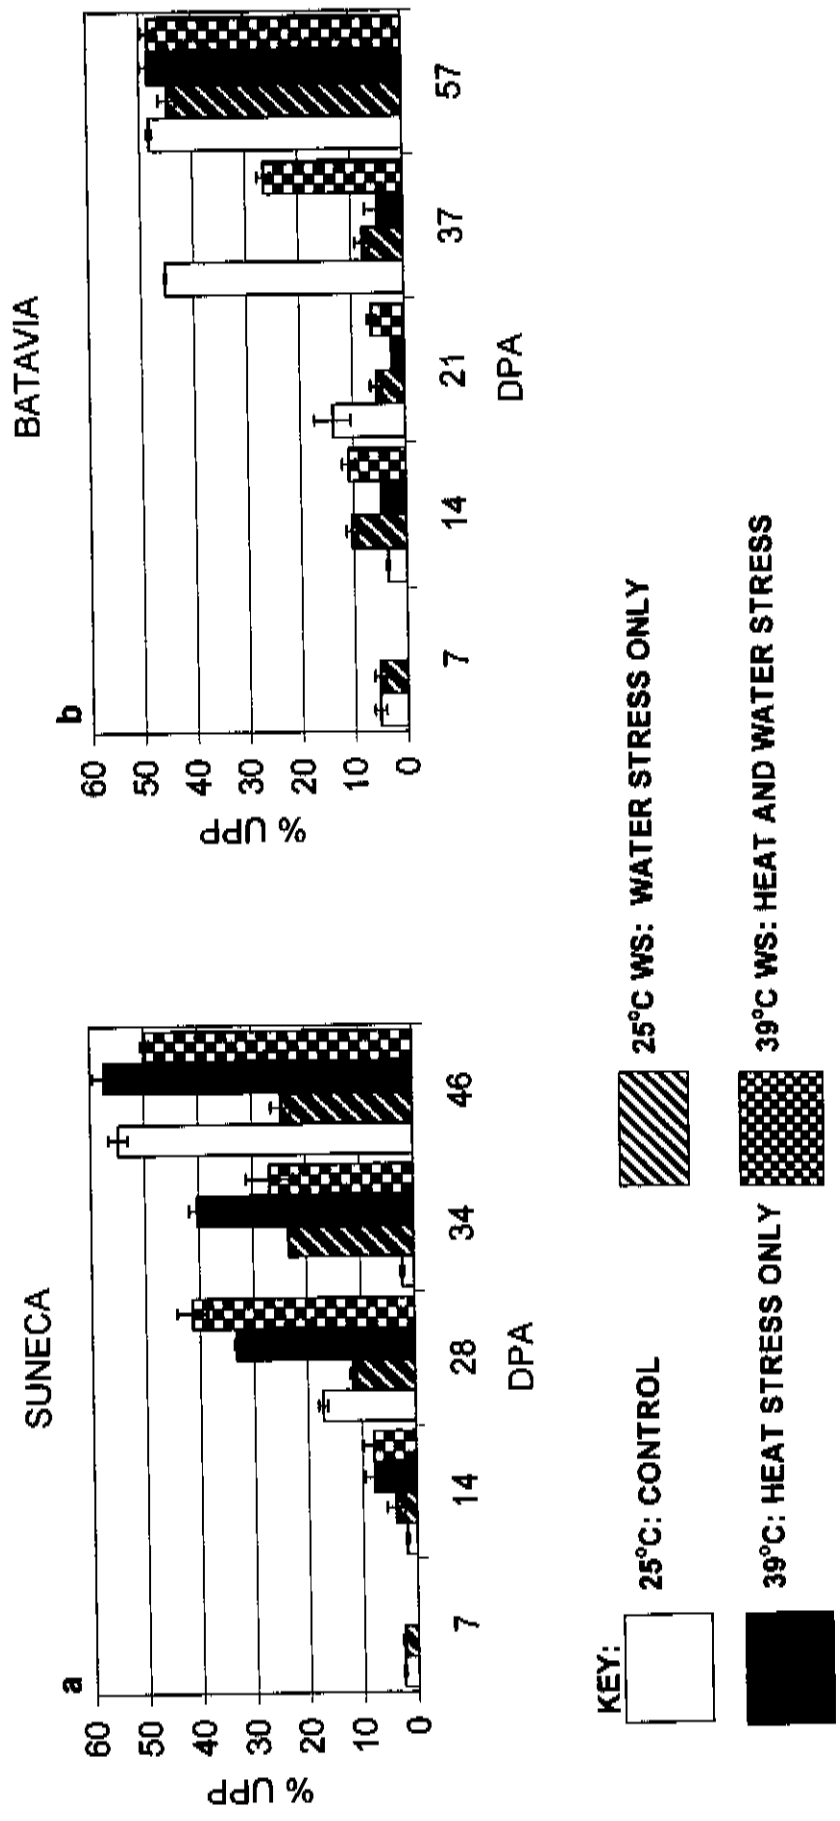 SUNECA
a
60
50
40
30
20
10
0
% UPP
7 14 28 34 46
DPA
BATAVIA
b
60
50
40
30
20
10
0
% UPP
7 14 21 37 57
DPA
KEY:
25°C: CONTROL
25°C WS: WATER STRESS ONLY
39°C: HEAT STRESS ONLY
39°C WS: HEAT AND WATER STRESS